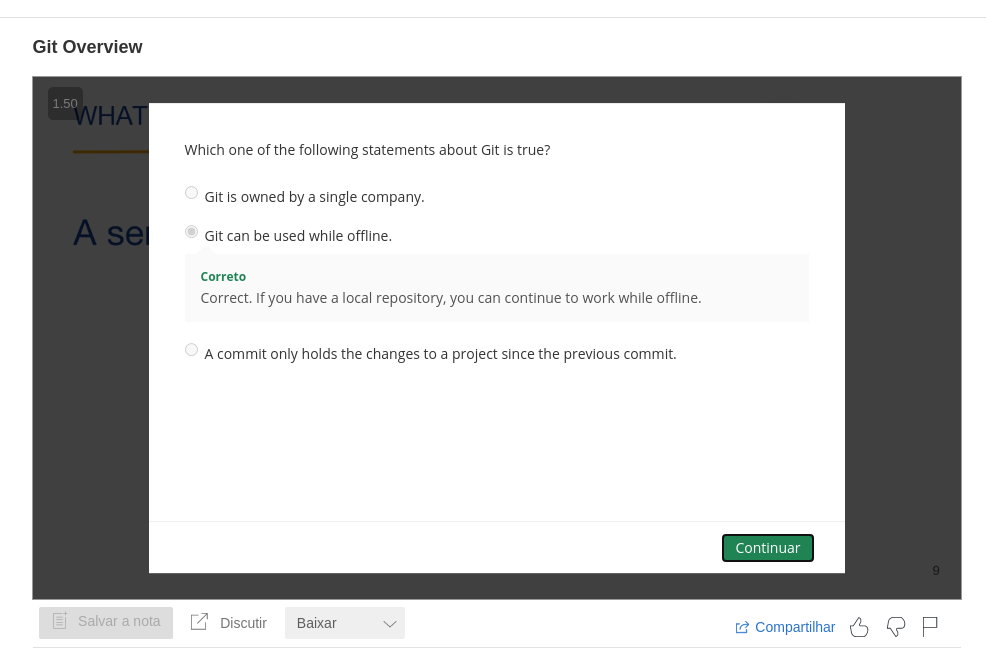 Git Overview
1.50
WHAT
Which one of the following statements about Git is true?
Git is owned by a single company.
A ser
Git can be used while offline.
Correto
Correct. If you have a local repository, you can continue to work while offline.
A commit only holds the changes to a project since the previous commit.
Continuar
9
Salvar a nota
Discutir
Baixar
Compartilhar